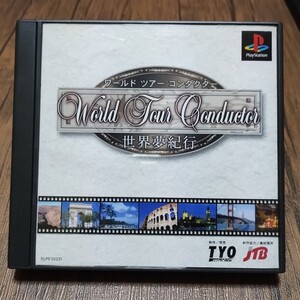 PlayStation
ワールド ツアー コンダクター
World Tour Conductor
世界夢紀行
TYO
JTB